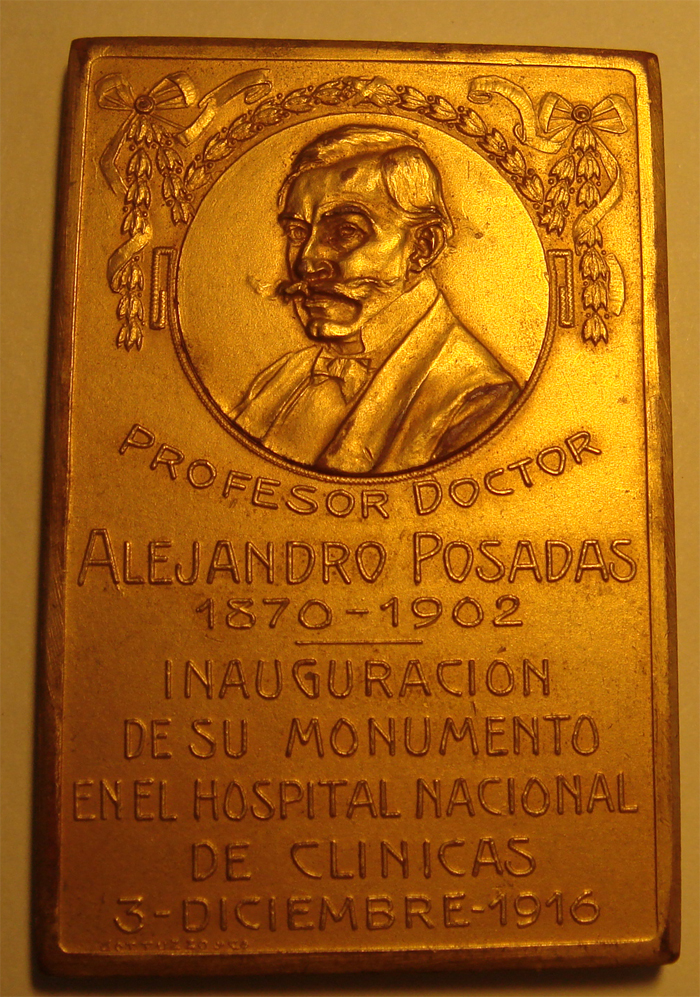 PROFESOR DOCTOR
ALEJANDRO POSADAS
1870-1902
INAUGURACIÓN
DE SU MONUMENTO
EN EL HOSPITAL NACIONAL
DE CLINICAS
3-DICIEMBRE-1916